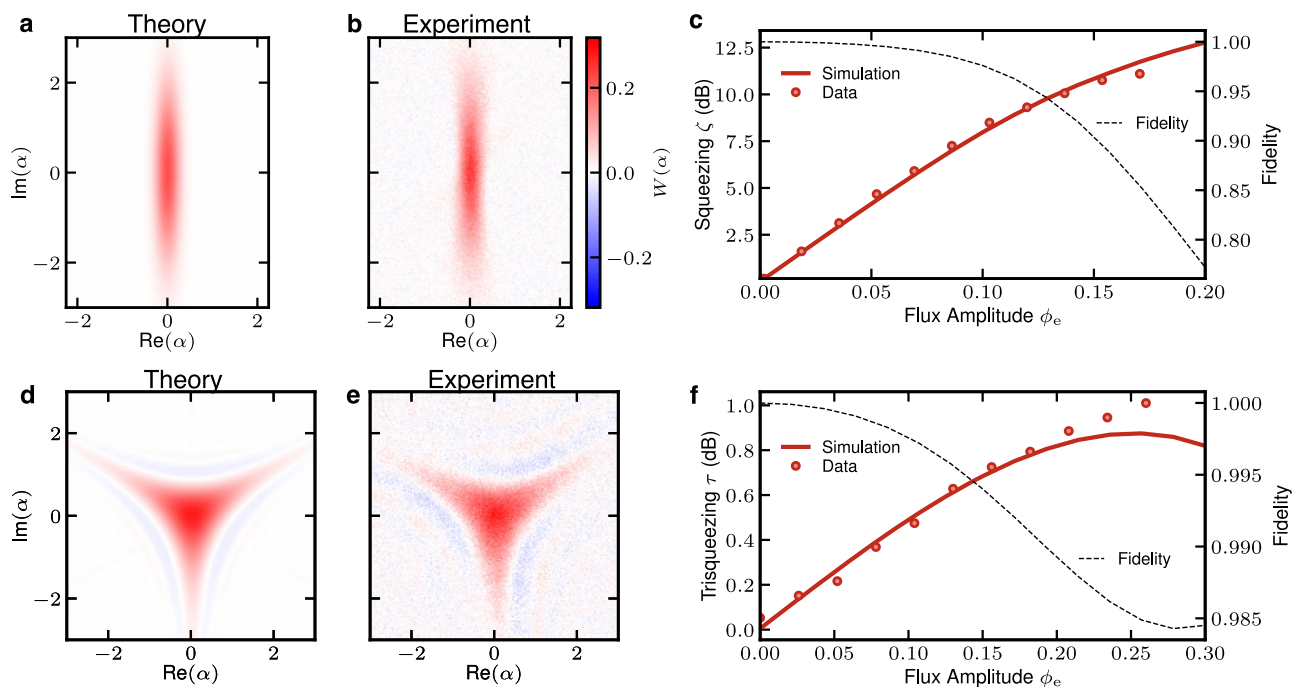 a
Theory
2
0
−2
Im(α)
−2
0
2
Re(α)
b
Experiment
−2
0
2
Re(α)
0.2
0.0
−0.2
W(α)
c
12.5
10.0
7.5
5.0
2.5
Squeezing ζ (dB)
Simulation
Data
Fidelity
1.00
0.95
0.90
0.85
0.80
Fidelity
0.00
0.05
0.10
0.15
0.20
Flux Amplitude ϕₑ
d
Theory
2
0
−2
Im(α)
−2
0
2
Re(α)
e
Experiment
−2
0
2
Re(α)
f
1.0
0.8
0.6
0.4
0.2
0.0
Trisqueezing τ (dB)
Simulation
Data
Fidelity
1.000
0.995
0.990
0.985
Fidelity
0.00
0.05
0.10
0.15
0.20
0.25
0.30
Flux Amplitude ϕₑ